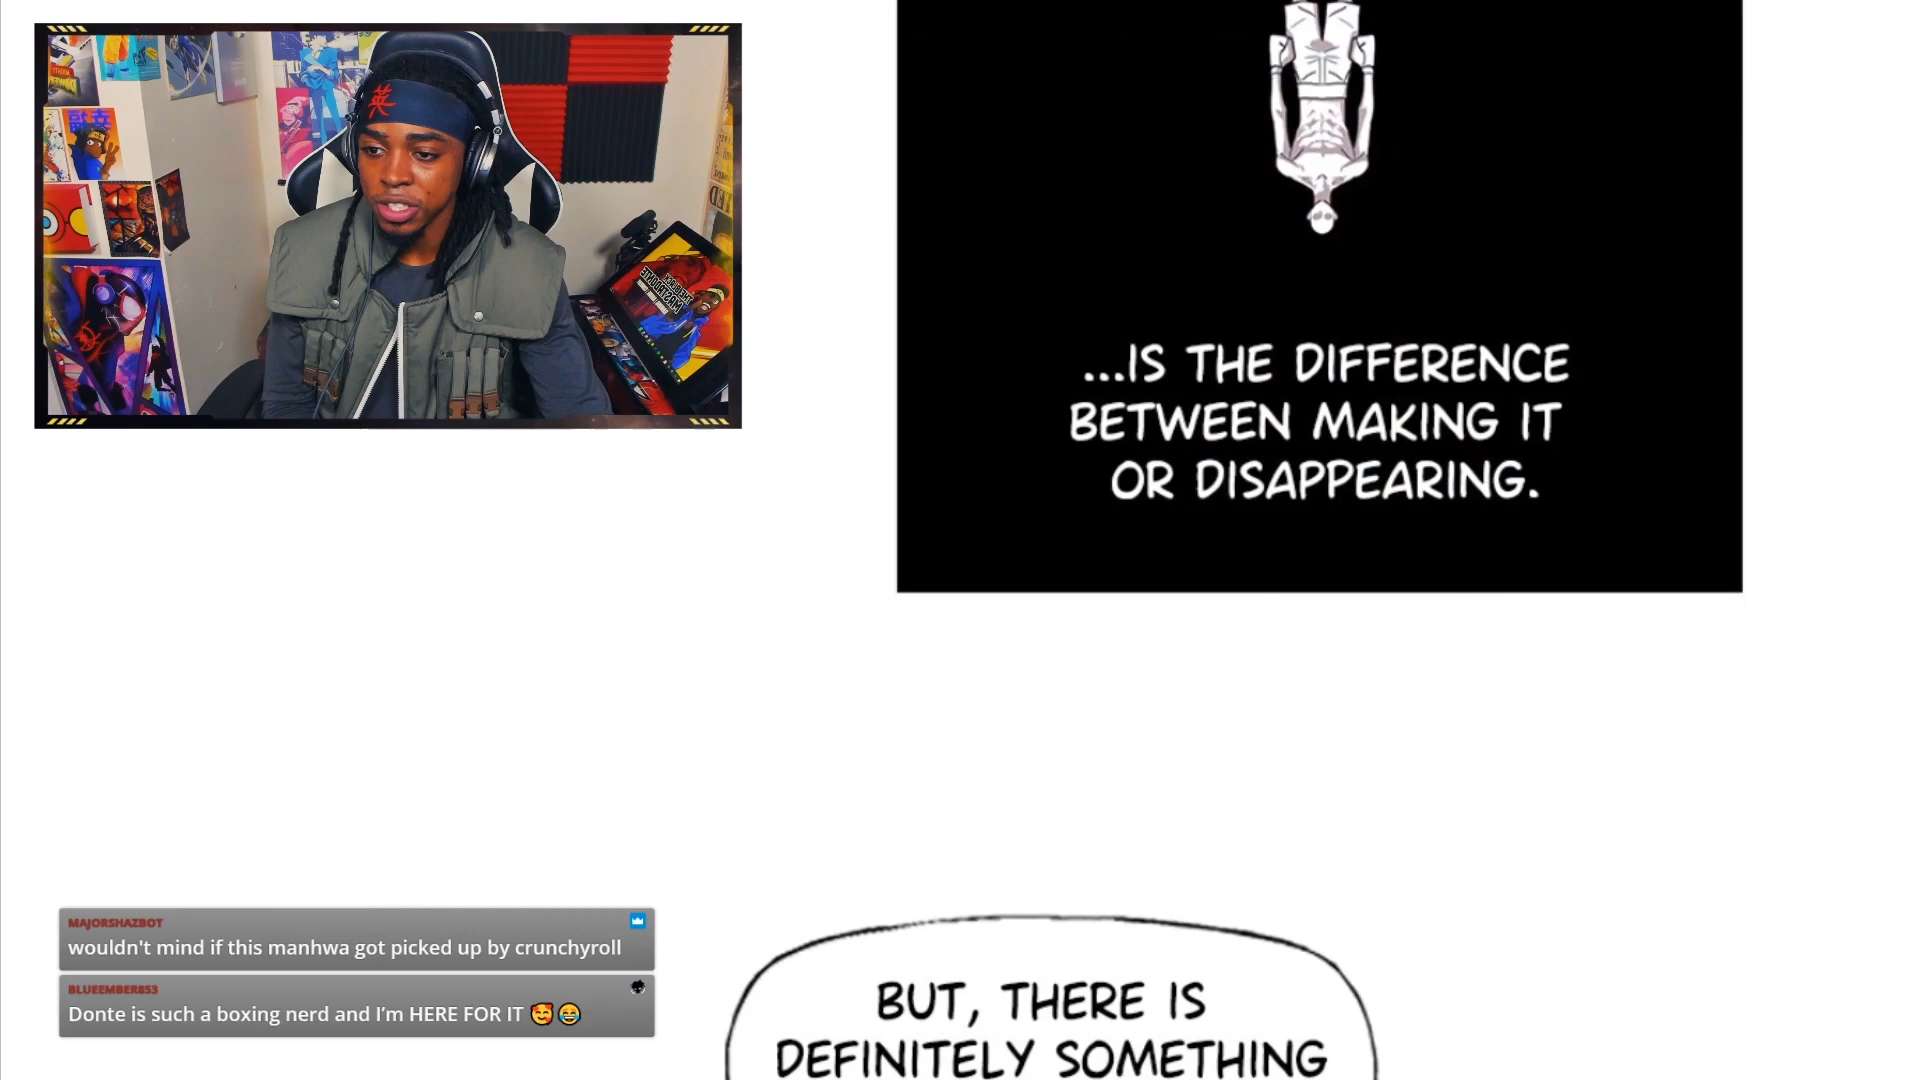 英
...IS THE DIFFERENCE
BETWEEN MAKING IT
OR DISAPPEARING.
MAJORSHAZBOT
wouldn't mind if this manhwa got picked up by crunchyroll
BLUEEMBER853
Donte is such a boxing nerd and I'm HERE FOR IT 🥰😂
BUT, THERE IS
DEFINITELY SOMETHING